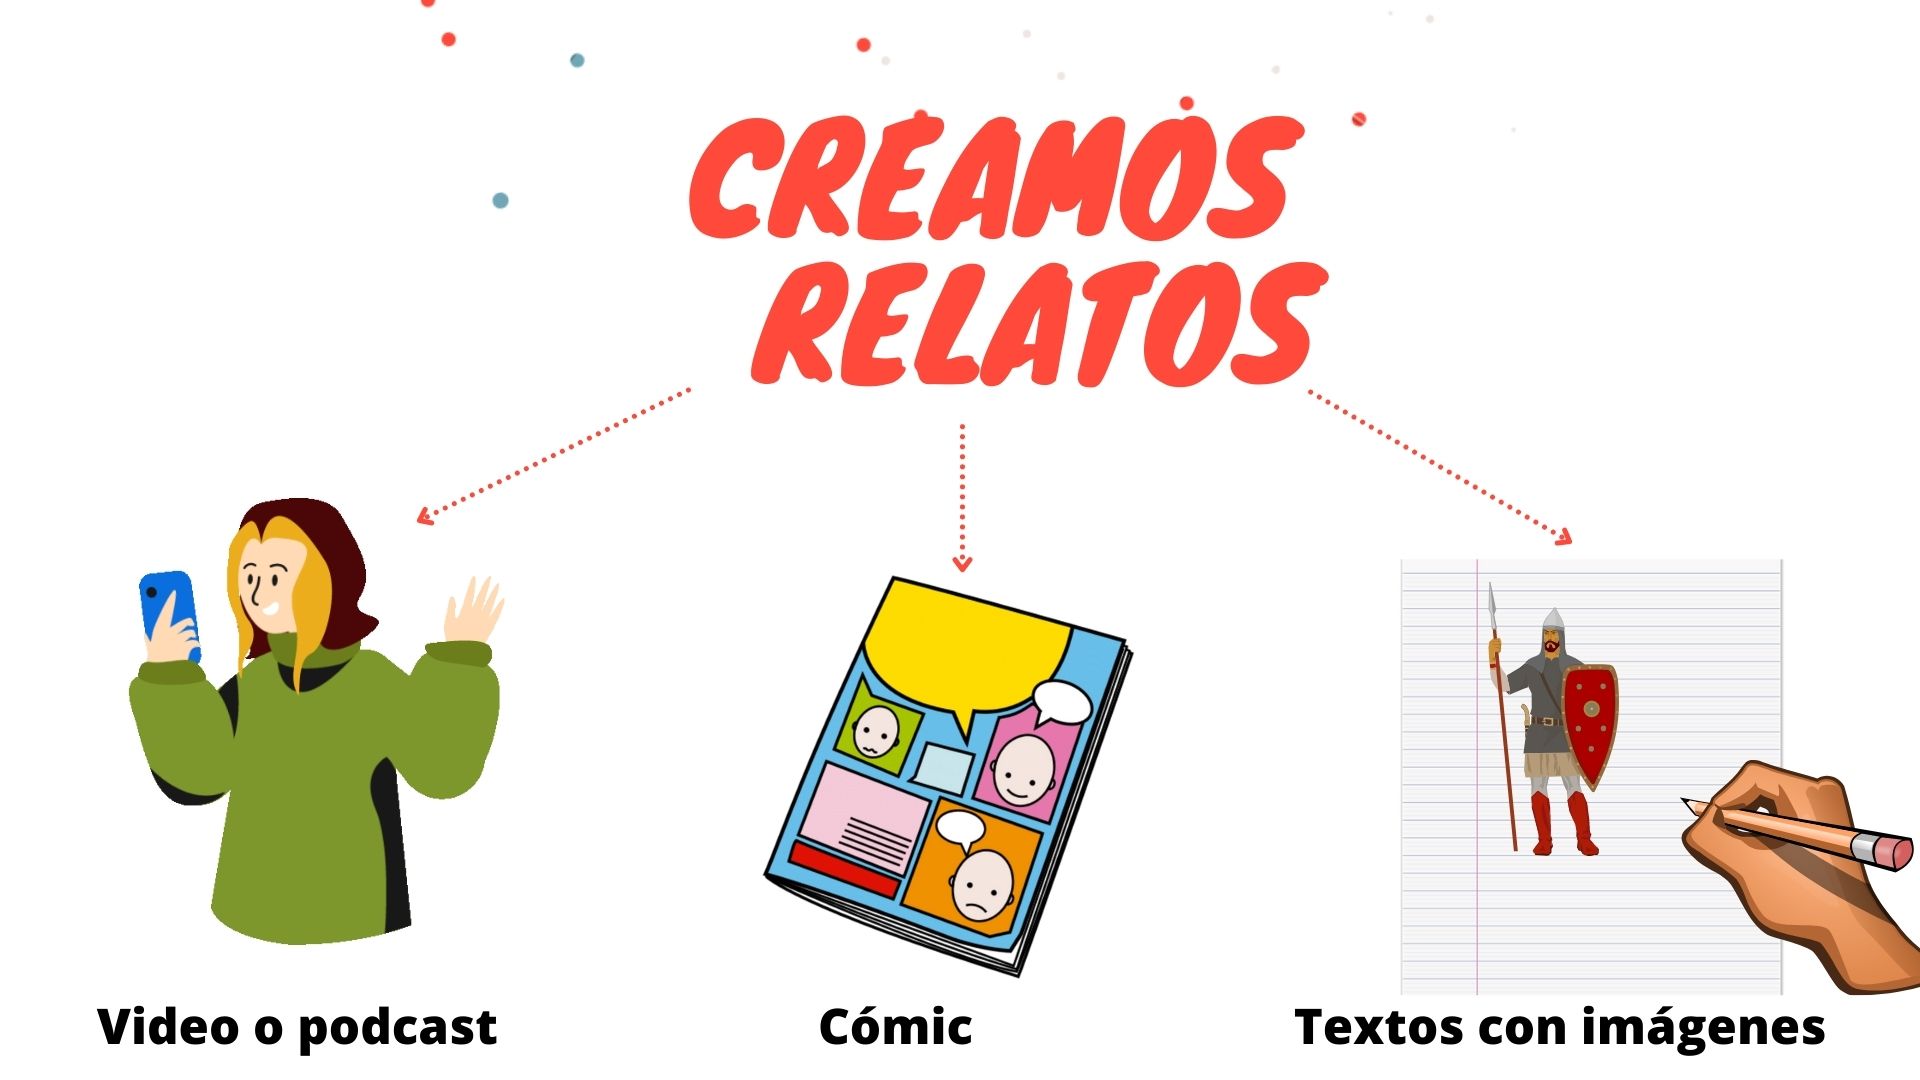 CREAMOS
RELATOS
Video o podcast
Cómic
Textos con imágenes